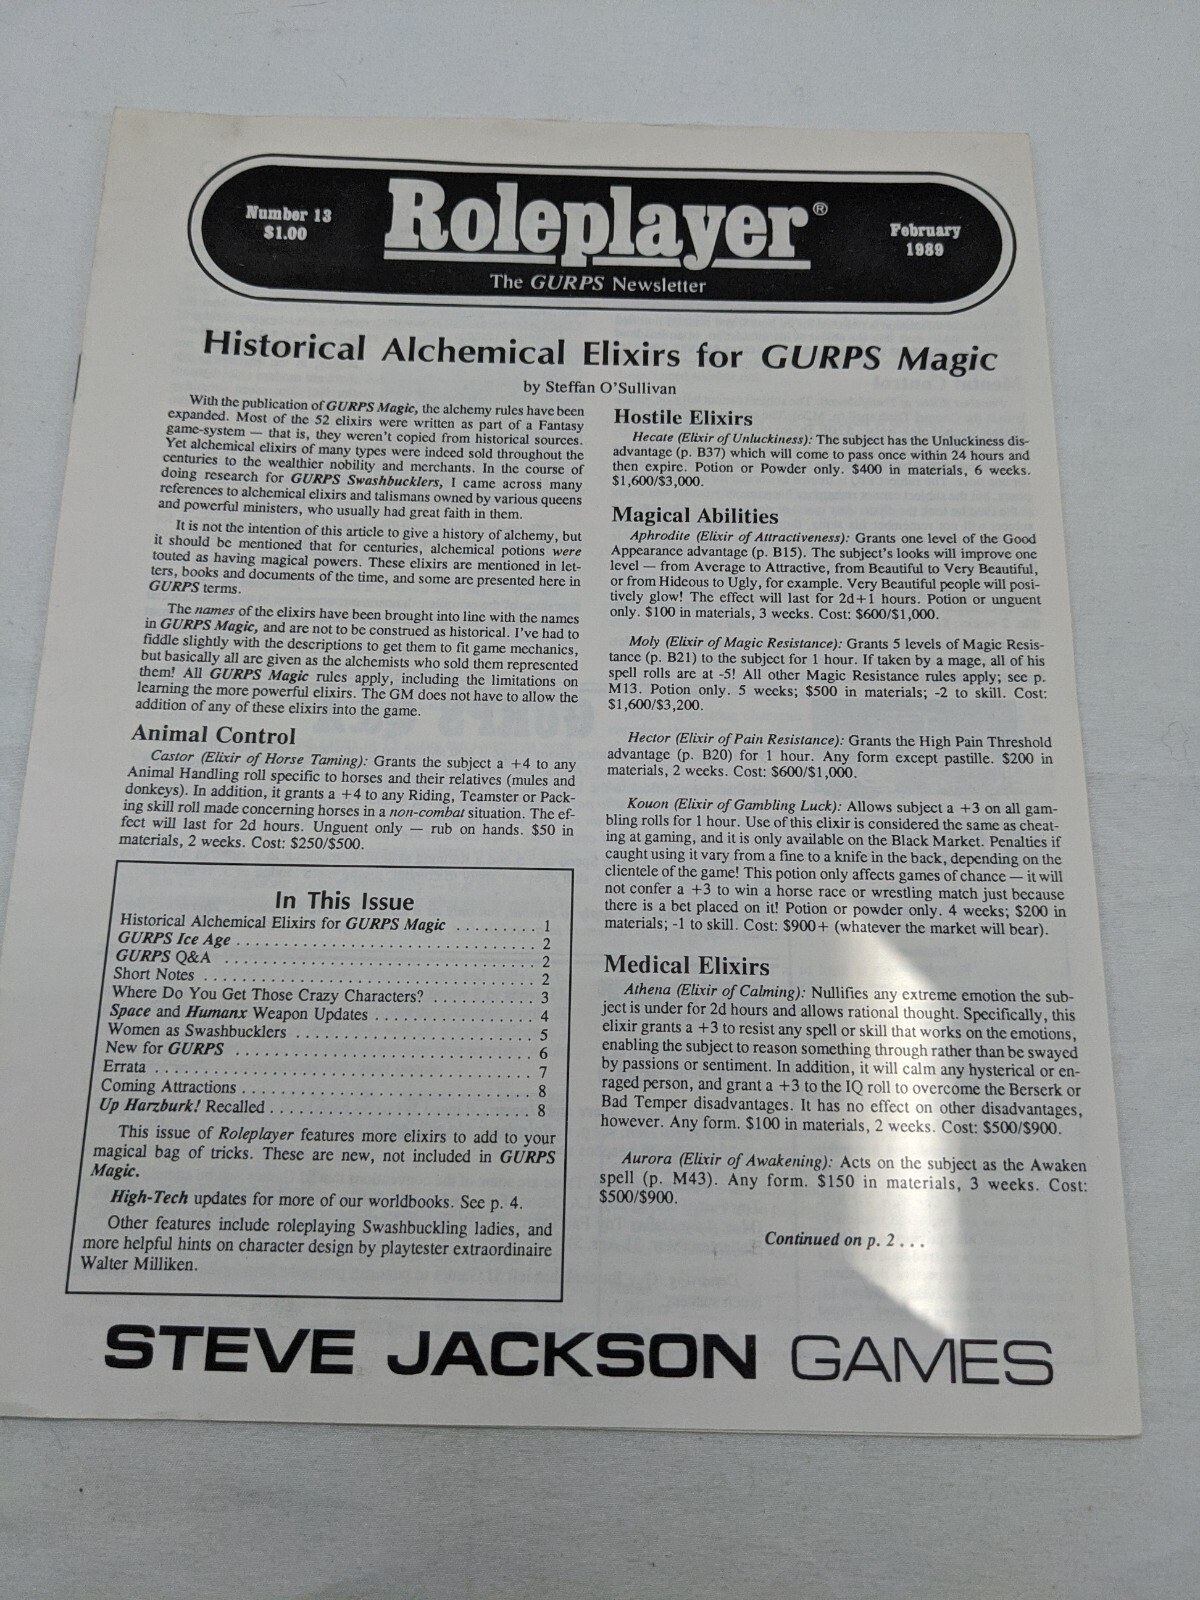 Number 13
$1.00
Roleplayer®
The GURPS Newsletter
February
1989
Historical Alchemical Elixirs for GURPS Magic
by Steffan O'Sullivan
With the publication of GURPS Magic, the alchemy rules have been
expanded. Most of the 52 elixirs were written as part of a Fantasy
game-system — that is, they weren't copied from historical sources.
Yet alchemical elixirs of many types were indeed sold throughout the
centuries to the wealthier nobility and merchants. In the course of
doing research for GURPS Swashbucklers, I came across many
references to alchemical elixirs and talismans owned by various queens
and powerful ministers, who usually had great faith in them.
It is not the intention of this article to give a history of alchemy, but
it should be mentioned that for centuries, alchemical potions were
touted as having magical powers. These elixirs are mentioned in let-
ters, books and documents of the time, and some are presented here in
GURPS terms.
The names of the elixirs have been brought into line with the names
in GURPS Magic, and are not to be construed as historical. I've had to
fiddle slightly with the descriptions to get them to fit game mechanics,
but basically all are given as the alchemists who sold them represented
them! All GURPS Magic rules apply, including the limitations on
learning the more powerful elixirs. The GM does not have to allow the
addition of any of these elixirs into the game.
Animal Control
Castor (Elixir of Horse Taming): Grants the subject a +4 to any
Animal Handling roll specific to horses and their relatives (mules and
donkeys). In addition, it grants a +4 to any Riding, Teamster or Pack-
ing skill roll made concerning horses in a non-combat situation. The ef-
fect will last for 2d hours. Unguent only — rub on hands. $50 in
materials, 2 weeks. Cost: $250/$500.
In This Issue
Historical Alchemical Elixirs for GURPS Magic ......... 1
GURPS Ice Age ................................. 2
GURPS Q&A .................................. 2
Short Notes .................................... 2
Where Do You Get Those Crazy Characters? ........... 3
Space and Humanx Weapon Updates .................. 4
Women as Swashbucklers .......................... 5
New for GURPS ................................. 6
Errata ......................................... 7
Coming Attractions ............................... 8
Up Harzburk! Recalled ............................ 8
This issue of Roleplayer features more elixirs to add to your
magical bag of tricks. These are new, not included in GURPS
Magic.
High-Tech updates for more of our worldbooks. See p. 4.
Other features include roleplaying Swashbuckling ladies, and
more helpful hints on character design by playtester extraordinaire
Walter Milliken.
Hostile Elixirs
Hecate (Elixir of Unluckiness): The subject has the Unluckiness dis-
advantage (p. B37) which will come to pass once within 24 hours and
then expire. Potion or Powder only. $400 in materials, 6 weeks.
$1,600/$3,000.
Magical Abilities
Aphrodite (Elixir of Attractiveness): Grants one level of the Good
Appearance advantage (p. B15). The subject's looks will improve one
level — from Average to Attractive, from Beautiful to Very Beautiful,
or from Hideous to Ugly, for example. Very Beautiful people will posi-
tively glow! The effect will last for 2d+1 hours. Potion or unguent
only. $100 in materials, 3 weeks. Cost: $600/$1,000.
Moly (Elixir of Magic Resistance): Grants 5 levels of Magic Resis-
tance (p. B21) to the subject for 1 hour. If taken by a mage, all of his
spell rolls are at -5! All other Magic Resistance rules apply; see p.
M13. Potion only. 5 weeks; $500 in materials; -2 to skill. Cost:
$1,600/$3,200.
Hector (Elixir of Pain Resistance): Grants the High Pain Threshold
advantage (p. B20) for 1 hour. Any form except pastille. $200 in
materials, 2 weeks. Cost: $600/$1,000.
Kouon (Elixir of Gambling Luck): Allows subject a +3 on all gam-
bling rolls for 1 hour. Use of this elixir is considered the same as cheat-
ing at gaming, and it is only available on the Black Market. Penalties if
caught using it vary from a fine to a knife in the back, depending on the
clientele of the game! This potion only affects games of chance — it will
not confer a +3 to win a horse race or wrestling match just because
there is a bet placed on it! Potion or powder only. 4 weeks; $200 in
materials; -1 to skill. Cost: $900+ (whatever the market will bear).
Medical Elixirs
Athena (Elixir of Calming): Nullifies any extreme emotion the sub-
ject is under for 2d hours and allows rational thought. Specifically, this
elixir grants a +3 to resist any spell or skill that works on the emotions,
enabling the subject to reason something through rather than be swayed
by passions or sentiment. In addition, it will calm any hysterical or en-
raged person, and grant a +3 to the IQ roll to overcome the Berserk or
Bad Temper disadvantages. It has no effect on other disadvantages,
however. Any form. $100 in materials, 2 weeks. Cost: $500/$900.
Aurora (Elixir of Awakening): Acts on the subject as the Awaken
spell (p. M43). Any form. $150 in materials, 3 weeks. Cost:
$500/$900.
Continued on p. 2 . . .
STEVE JACKSON GAMES